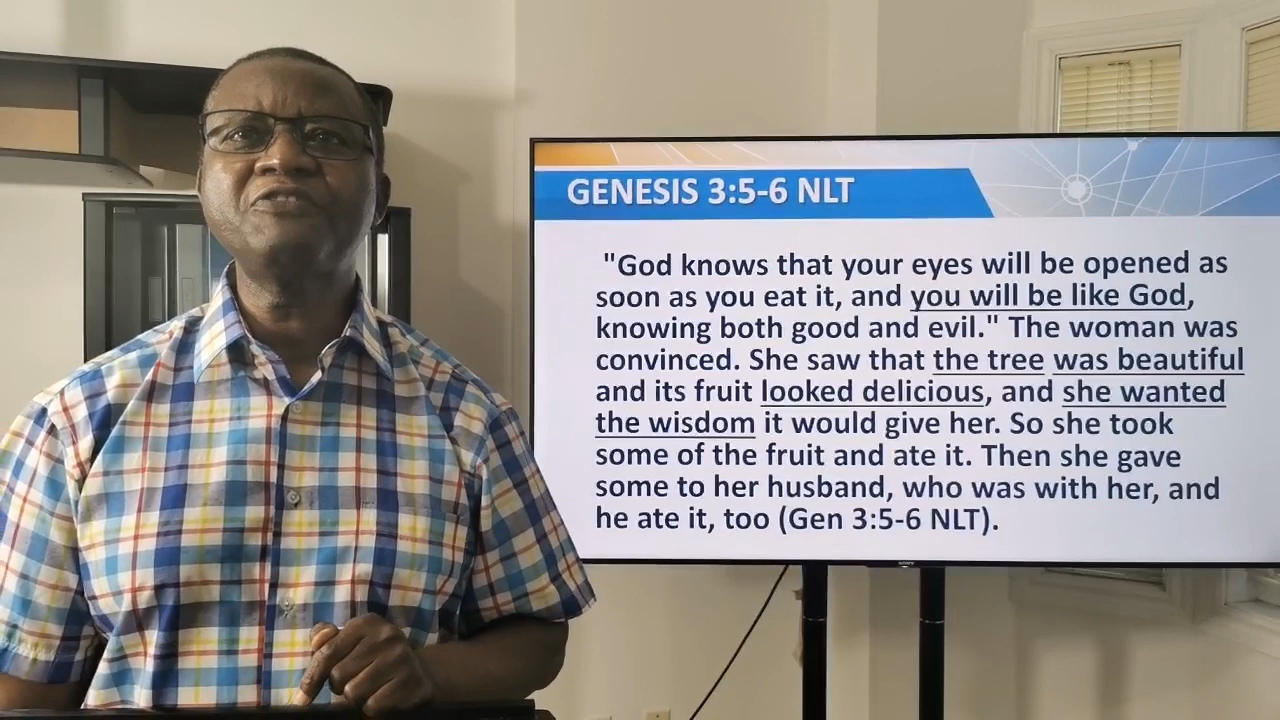 GENESIS 3:5-6 NLT
"God knows that your eyes will be opened as
soon as you eat it, and you will be like God,
knowing both good and evil." The woman was
convinced. She saw that the tree was beautiful
and its fruit looked delicious, and she wanted
the wisdom it would give her. So she took
some of the fruit and ate it. Then she gave
some to her husband, who was with her, and
he ate it, too (Gen 3:5-6 NLT).
SONY